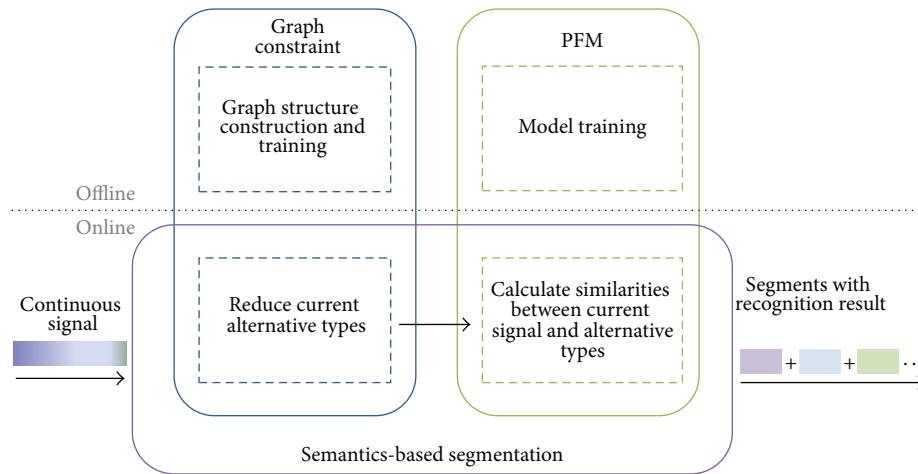 Graph
constraint
PFM
Graph structure
construction and
training
Model training
Offline
Online
Continuous
signal
Reduce current
alternative types
Calculate similarities
between current
signal and alternative
types
Segments with
recognition result
+ + ...
Semantics-based segmentation